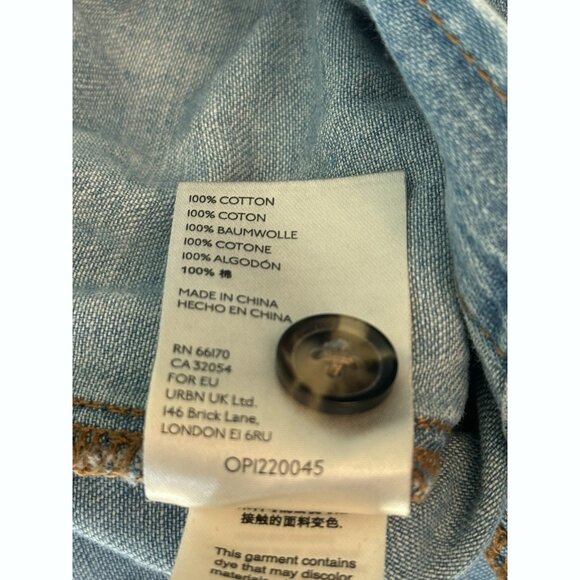 100% COTTON
100% COTON
100% BAUMWOLLE
100% COTONE
100% ALGODÓN
100% 棉
MADE IN CHINA
HECHO EN CHINA
RN 66170
CA 32054
FOR EU
URBN UK Ltd.
146 Brick Lane,
LONDON E1 6RU
OP1220045
接触的面料变色.
This garment contains
dye that may discolor